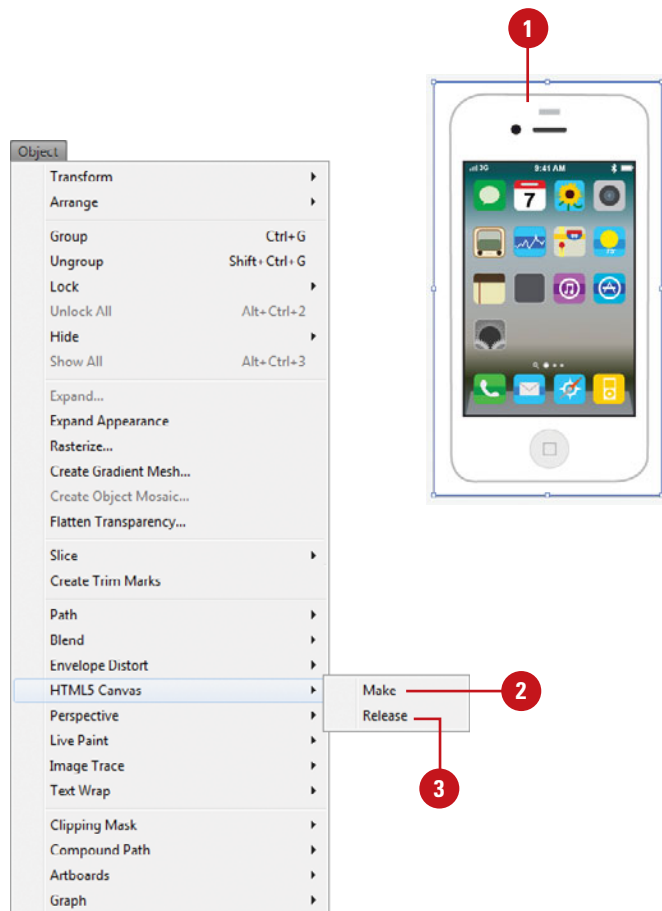 1
Object
Transform
Arrange
Group Ctrl+G
Ungroup Shift+Ctrl+G
Lock
Unlock All Alt+Ctrl+2
Hide
Show All Alt+Ctrl+3
Expand...
Expand Appearance
Rasterize...
Create Gradient Mesh...
Create Object Mosaic...
Flatten Transparency...
Slice
Create Trim Marks
Path
Blend
Envelope Distort
HTML5 Canvas
Perspective
Live Paint
Image Trace
Text Wrap
Clipping Mask
Compound Path
Artboards
Graph
Make
Release
2
3
3G 9:41 AM
7